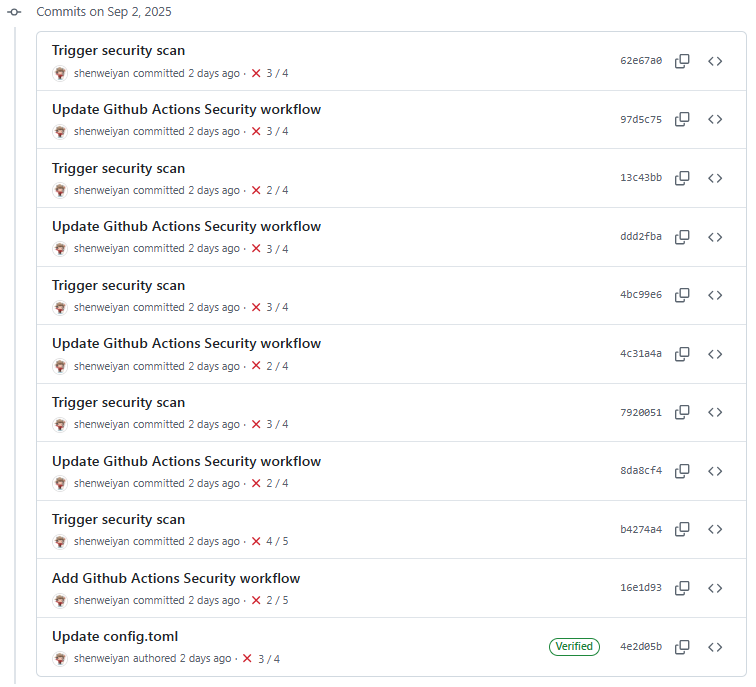 Commits on Sep 2, 2025
Trigger security scan
62e67a0
shenweiyan committed 2 days ago · 3 / 4
Update Github Actions Security workflow
97d5c75
shenweiyan committed 2 days ago · 3 / 4
Trigger security scan
13c43bb
shenweiyan committed 2 days ago · 2 / 4
Update Github Actions Security workflow
ddd2fba
shenweiyan committed 2 days ago · 3 / 4
Trigger security scan
4bc99e6
shenweiyan committed 2 days ago · 3 / 4
Update Github Actions Security workflow
4c31a4a
shenweiyan committed 2 days ago · 2 / 4
Trigger security scan
7920051
shenweiyan committed 2 days ago · 3 / 4
Update Github Actions Security workflow
8da8cf4
shenweiyan committed 2 days ago · 2 / 4
Trigger security scan
b4274a4
shenweiyan committed 2 days ago · 4 / 5
Add Github Actions Security workflow
16e1d93
shenweiyan committed 2 days ago · 2 / 5
Update config.toml
Verified 4e2d05b
shenweiyan authored 2 days ago · 3 / 4